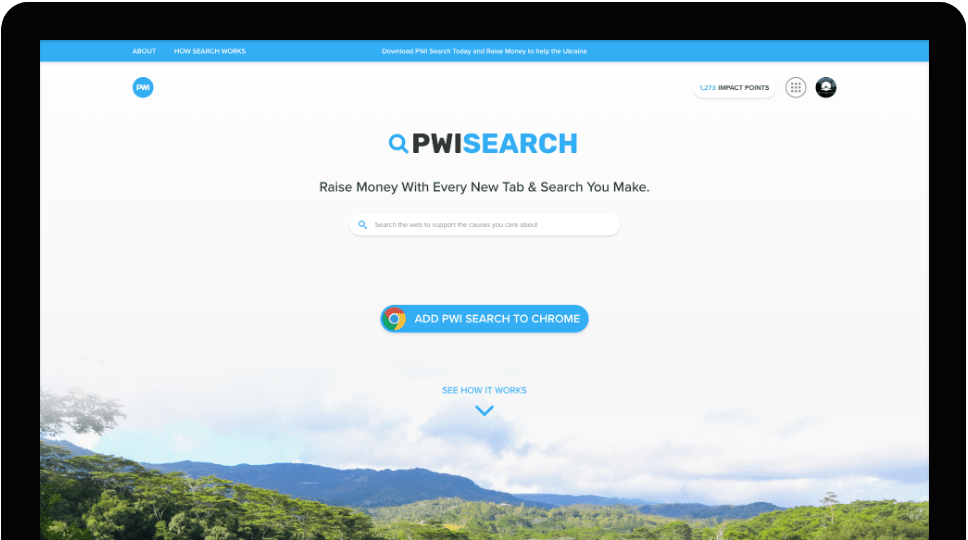 ABOUT HOW SEARCH WORKS Download PWI Search Today and Raise Money to help the Ukraine
PWI 1,273 IMPACT POINTS
PWISEARCH
Raise Money With Every New Tab & Search You Make.
Search the web to support the causes you care about
ADD PWI SEARCH TO CHROME
SEE HOW IT WORKS